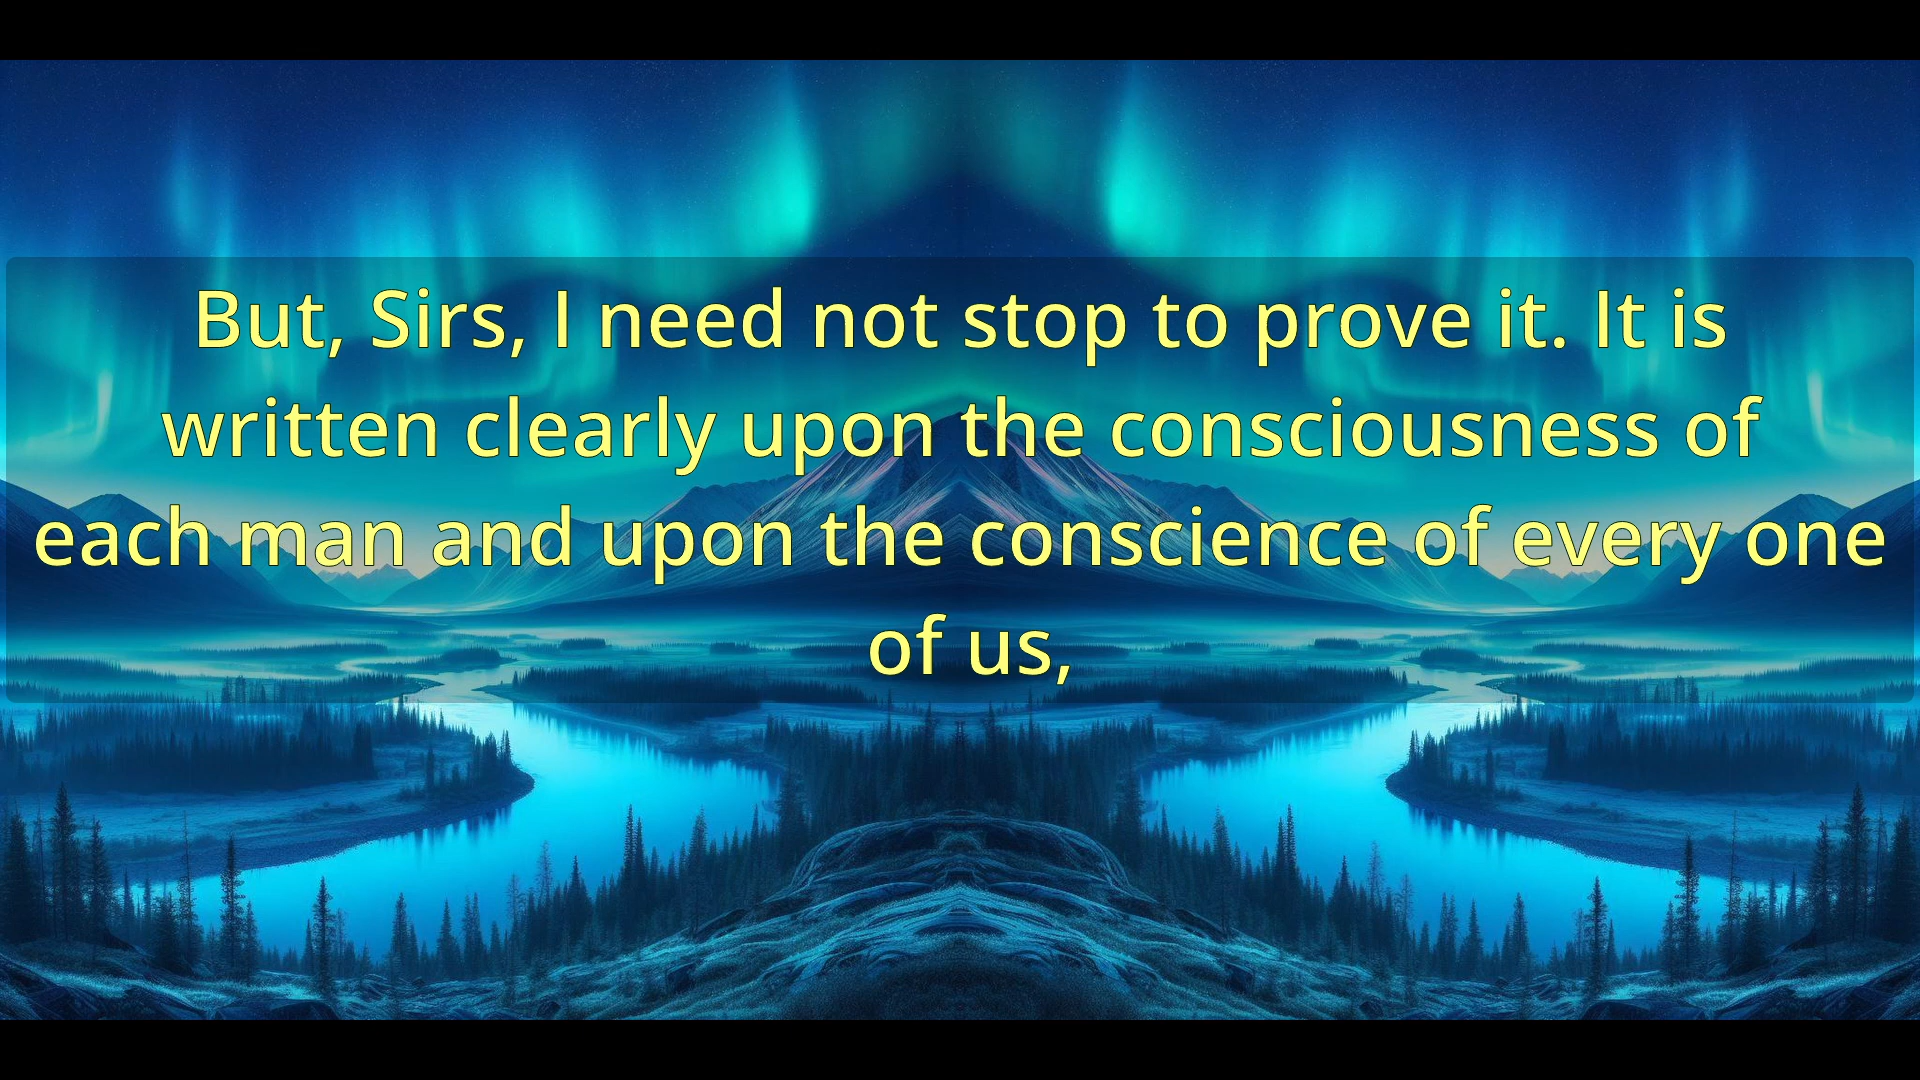 But, Sirs, I need not stop to prove it. It is
written clearly upon the consciousness of
each man and upon the conscience of every one
of us,